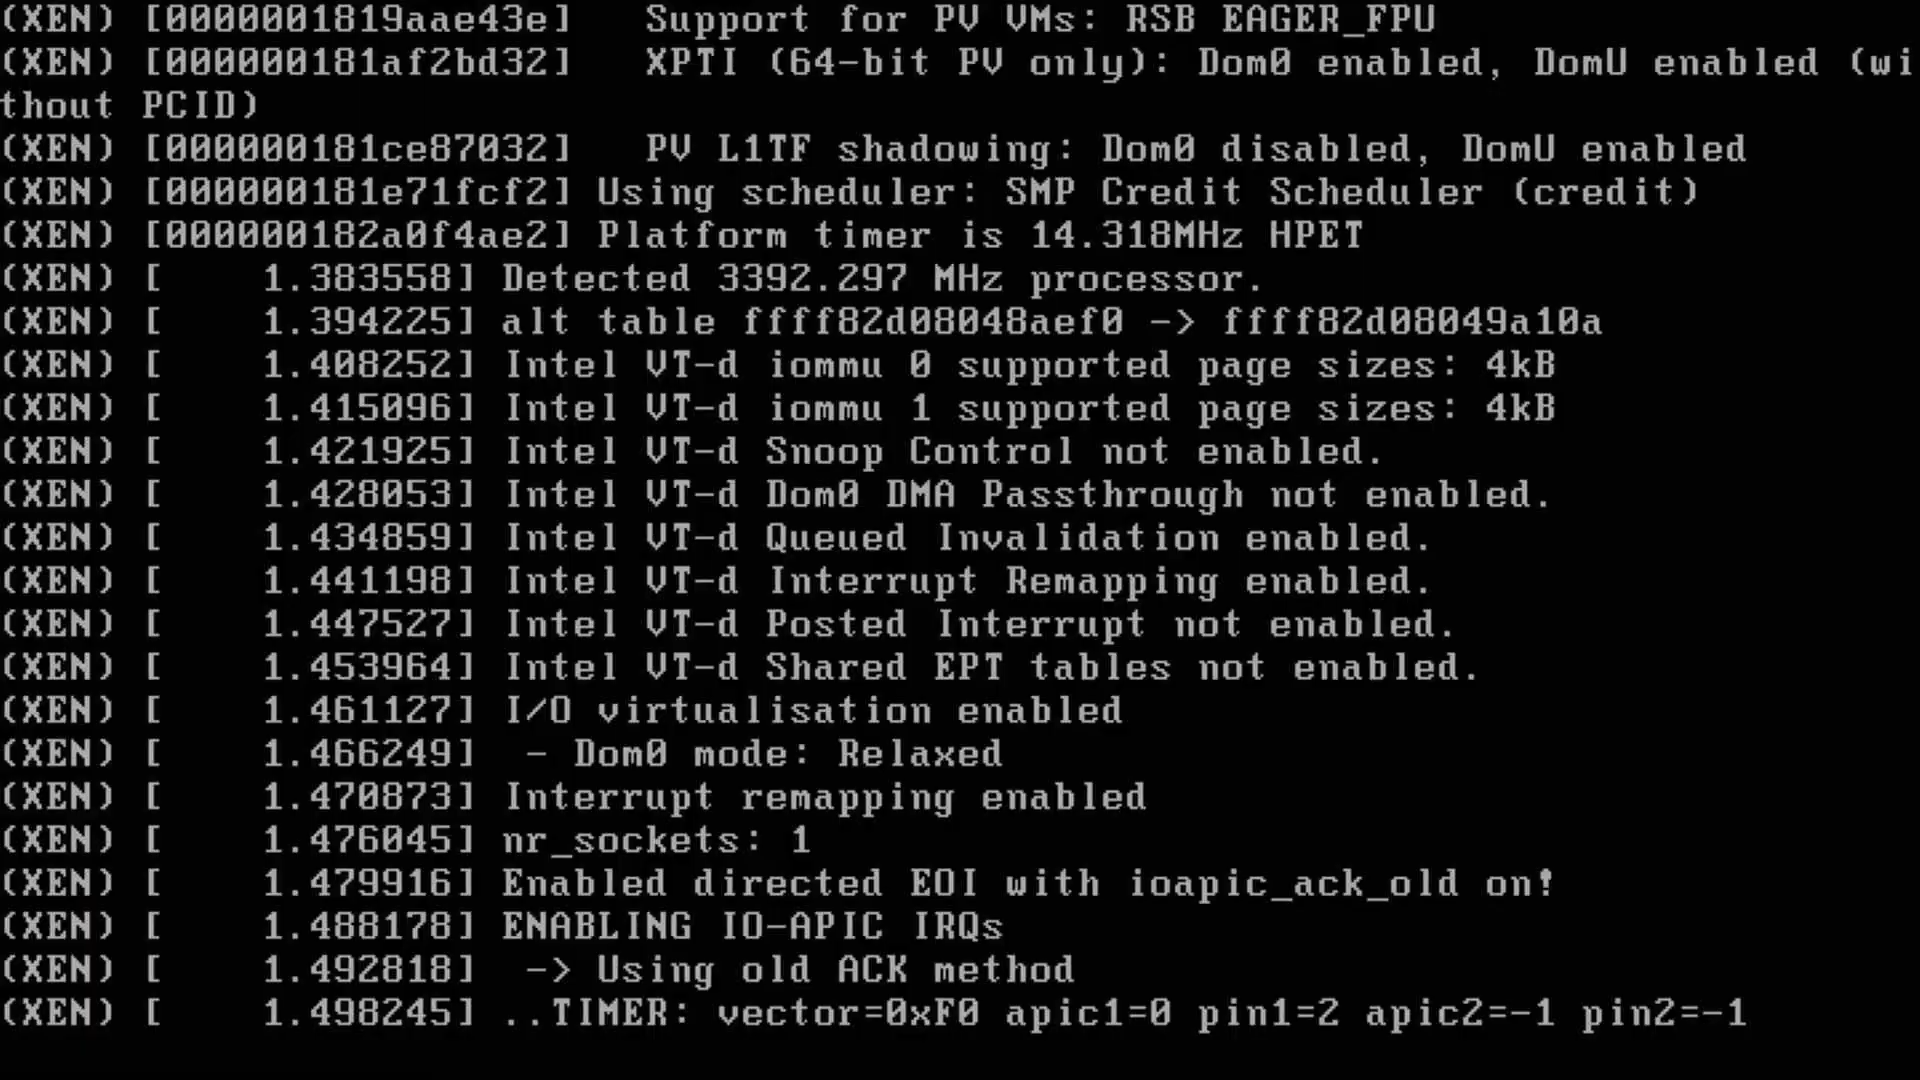 (XEN) [0000001819aae43e]   Support for PV VMs: RSB EAGER_FPU
(XEN) [000000181af2bd32]   XPTI (64-bit PV only): Dom0 enabled, DomU enabled (wi
thout PCID)
(XEN) [000000181ce87032]   PV L1TF shadowing: Dom0 disabled, DomU enabled
(XEN) [000000181e71fcf2] Using scheduler: SMP Credit Scheduler (credit)
(XEN) [000000182a0f4ae2] Platform timer is 14.318MHz HPET
(XEN) [    1.383558] Detected 3392.297 MHz processor.
(XEN) [    1.394225] alt table ffff82d08048aef0 -> ffff82d08049a10a
(XEN) [    1.408252] Intel VT-d iommu 0 supported page sizes: 4kB
(XEN) [    1.415096] Intel VT-d iommu 1 supported page sizes: 4kB
(XEN) [    1.421925] Intel VT-d Snoop Control not enabled.
(XEN) [    1.428053] Intel VT-d Dom0 DMA Passthrough not enabled.
(XEN) [    1.434859] Intel VT-d Queued Invalidation enabled.
(XEN) [    1.441198] Intel VT-d Interrupt Remapping enabled.
(XEN) [    1.447527] Intel VT-d Posted Interrupt not enabled.
(XEN) [    1.453964] Intel VT-d Shared EPT tables not enabled.
(XEN) [    1.461127] I/O virtualisation enabled
(XEN) [    1.466249]  - Dom0 mode: Relaxed
(XEN) [    1.470873] Interrupt remapping enabled
(XEN) [    1.476045] nr_sockets: 1
(XEN) [    1.479916] Enabled directed EOI with ioapic_ack_old on!
(XEN) [    1.488178] ENABLING IO-APIC IRQs
(XEN) [    1.492818]  -> Using old ACK method
(XEN) [    1.498245] ..TIMER: vector=0xF0 apic1=0 pin1=2 apic2=-1 pin2=-1